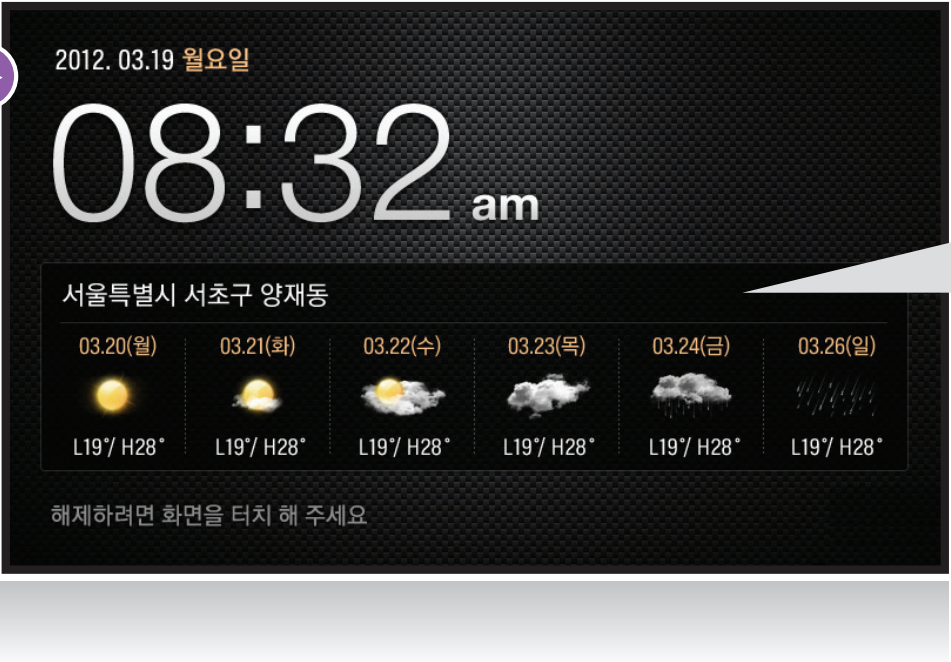 2012. 03.19 월요일
08:32 am
서울특별시 서초구 양재동
03.20(월) 03.21(화) 03.22(수) 03.23(목) 03.24(금) 03.26(일)
L19°/ H28° L19°/ H28° L19°/ H28° L19°/ H28° L19°/ H28° L19°/ H28°
해제하려면 화면을 터치 해 주세요